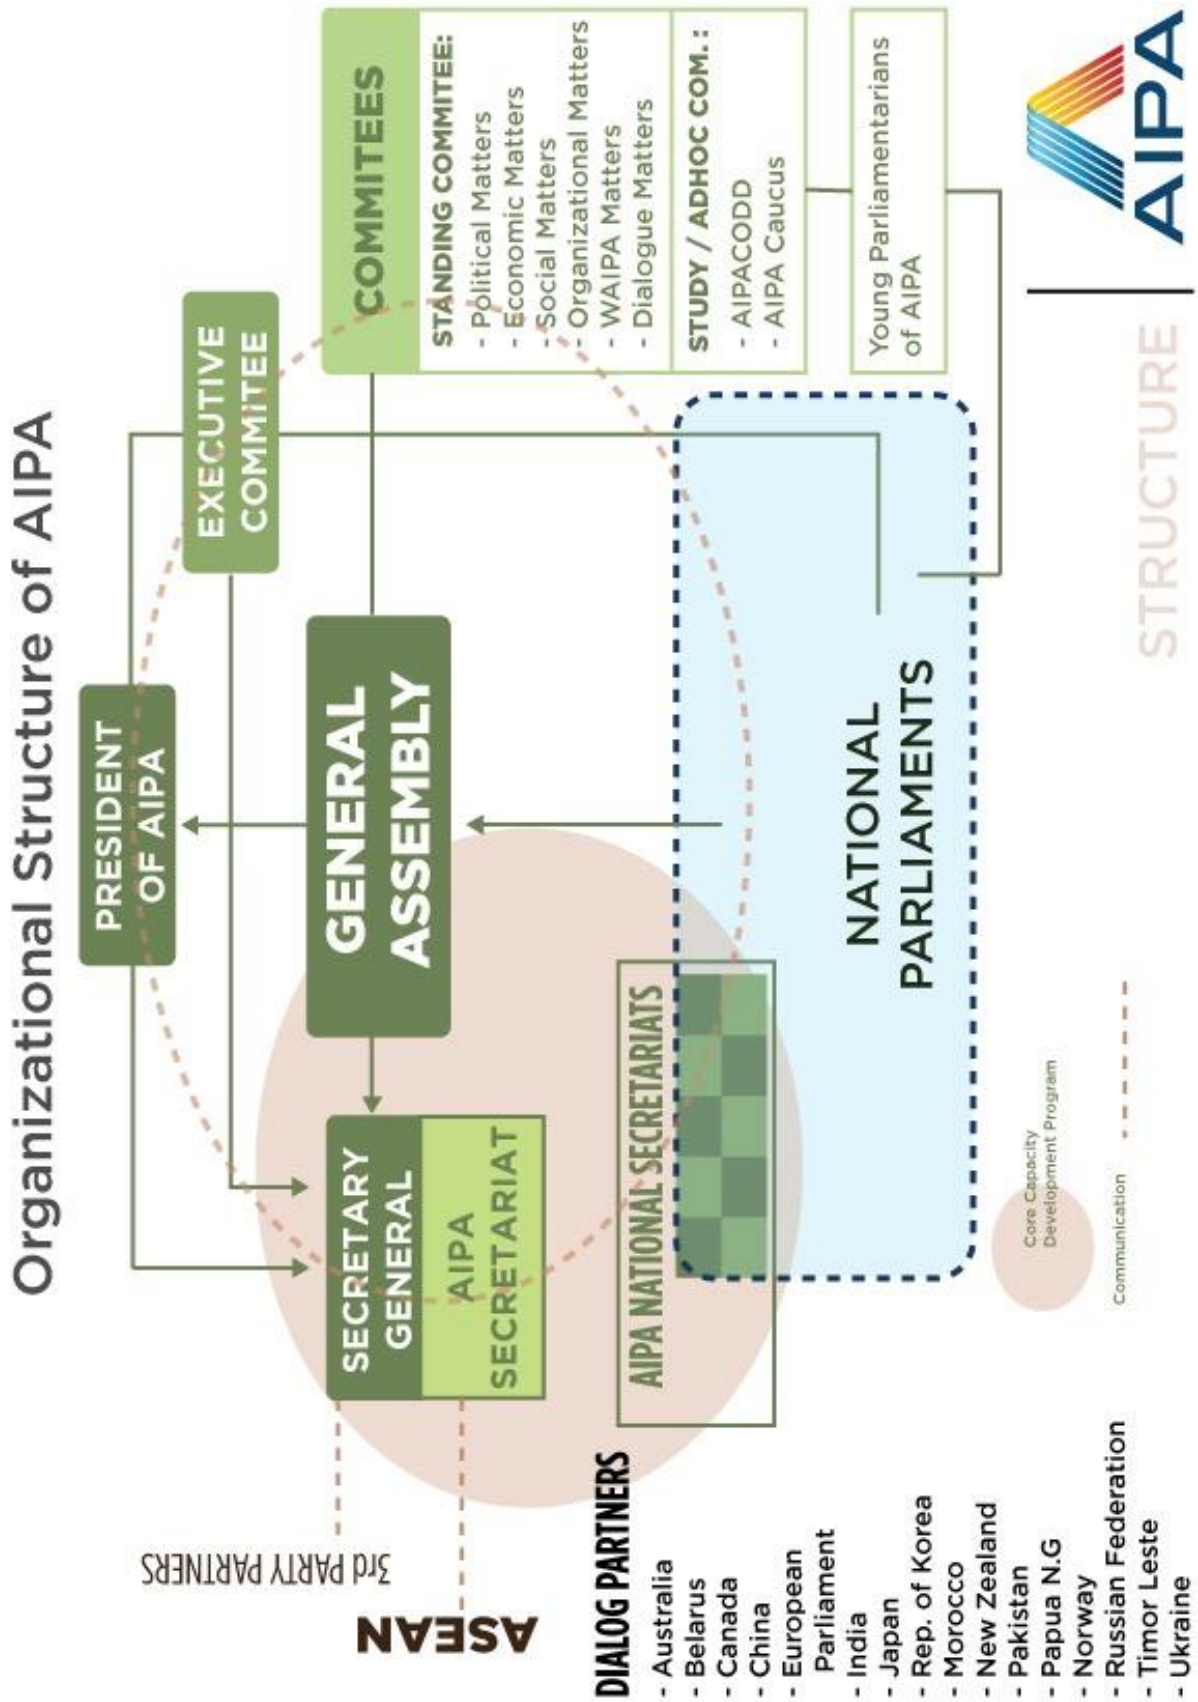 Organizational Structure of AIPA
PRESIDENT
OF AIPA
EXECUTIVE
COMMITTEE
3rd PARTY PARTNERS
ASEAN
SECRETARY
GENERAL
AIPA
SECRETARIAT
GENERAL
ASSEMBLY
COMMITEES
STANDING COMMITEE:
- Political Matters
- Economic Matters
- Social Matters
- Organizational Matters
- WAIPA Matters
- Dialogue Matters
STUDY / ADHOC COM. :
- AIPACODD
- AIPA Caucus
Young Parliamentarians
of AIPA
DIALOG PARTNERS
- Australia
- Belarus
- Canada
- China
- European
Parliament
- India
- Japan
- Rep. of Korea
- Morocco
- New Zealand
- Pakistan
- Papua N.G
- Norway
- Russian Federation
- Timor Leste
- Ukraine
AIPA NATIONAL SECRETARIATS
NATIONAL
PARLIAMENTS
Core Capacity
Development Program
Communication
STRUCTURE
AIPA